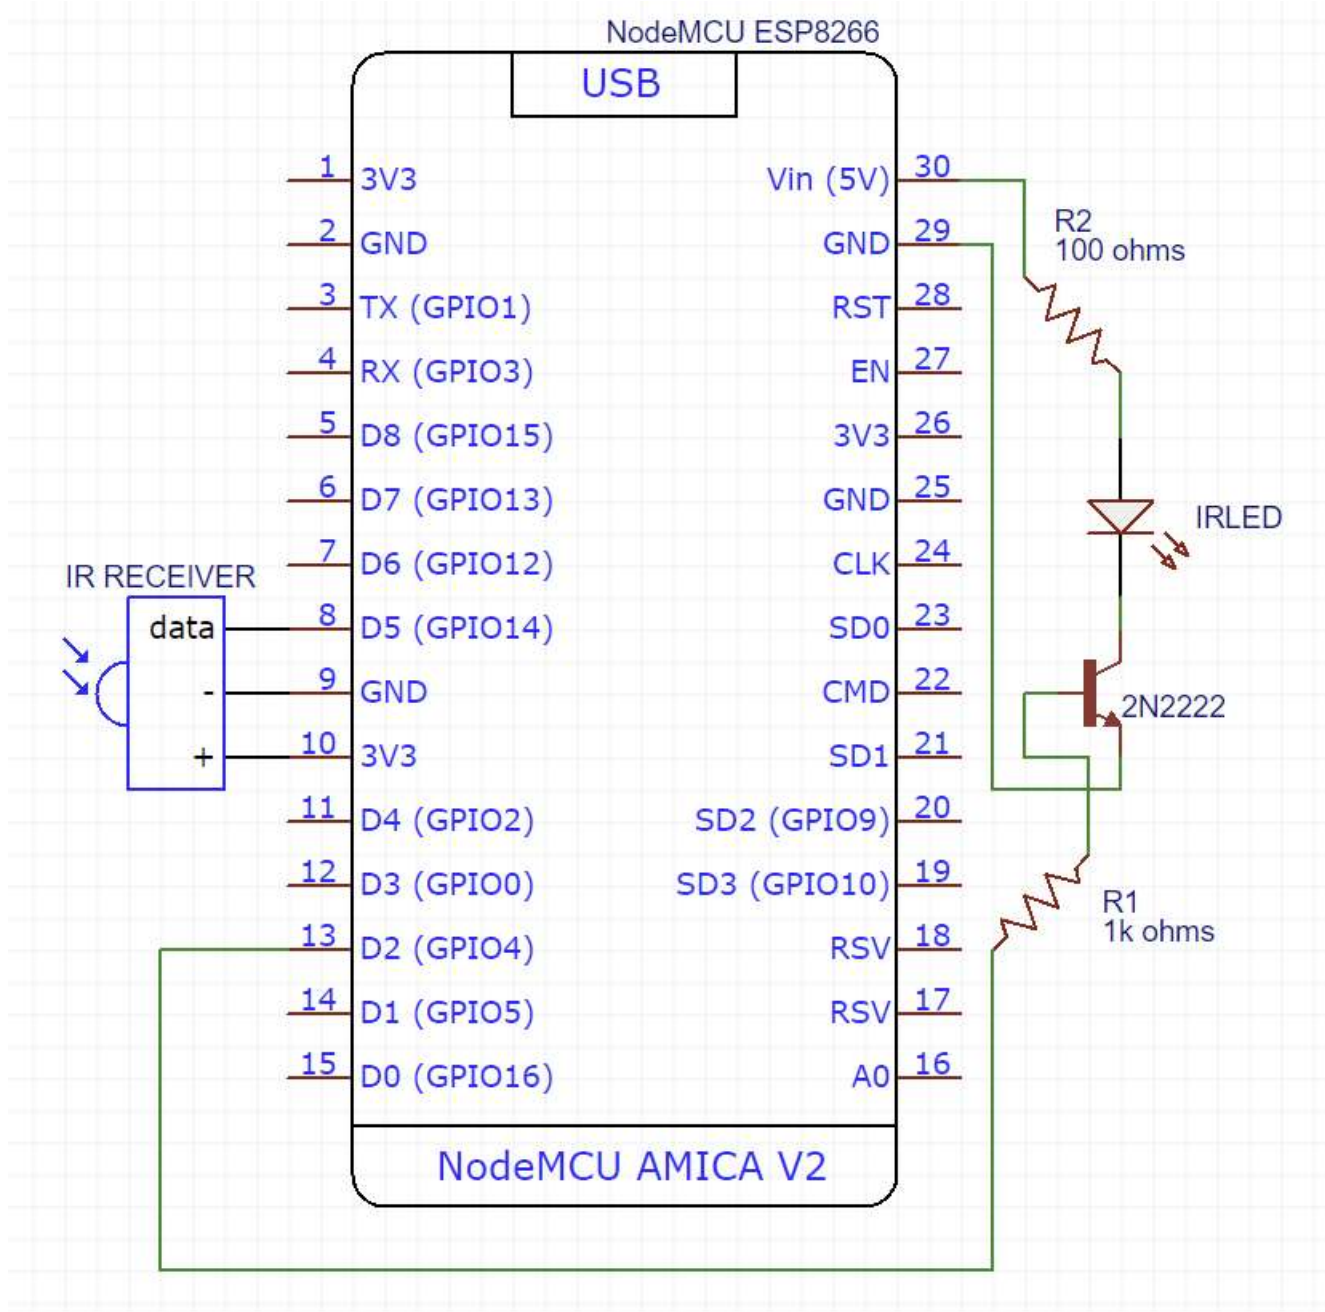 NodeMCU ESP8266
USB
1 3V3
2 GND
3 TX (GPIO1)
4 RX (GPIO3)
5 D8 (GPIO15)
6 D7 (GPIO13)
7 D6 (GPIO12)
8 D5 (GPIO14)
9 GND
10 3V3
11 D4 (GPIO2)
12 D3 (GPIO0)
13 D2 (GPIO4)
14 D1 (GPIO5)
15 D0 (GPIO16)
Vin (5V) 30
GND 29
RST 28
EN 27
3V3 26
GND 25
CLK 24
SD0 23
CMD 22
SD1 21
SD2 (GPIO9) 20
SD3 (GPIO10) 19
RSV 18
RSV 17
A0 16
NodeMCU AMICA V2
IR RECEIVER
data
-
+
R2
100 ohms
IRLED
2N2222
R1
1k ohms